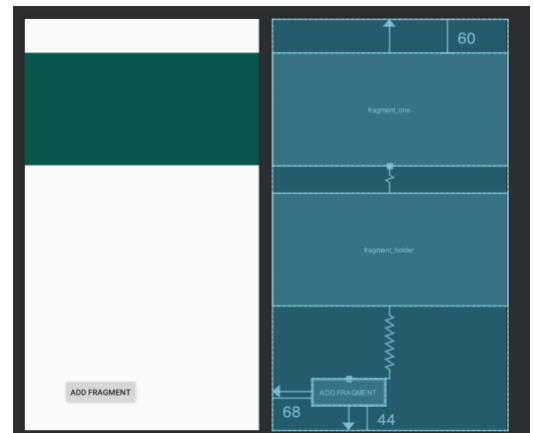 60
fragment_one
fragment_holder
ADD FRAGMENT
ADD FRAGMENT
68
44